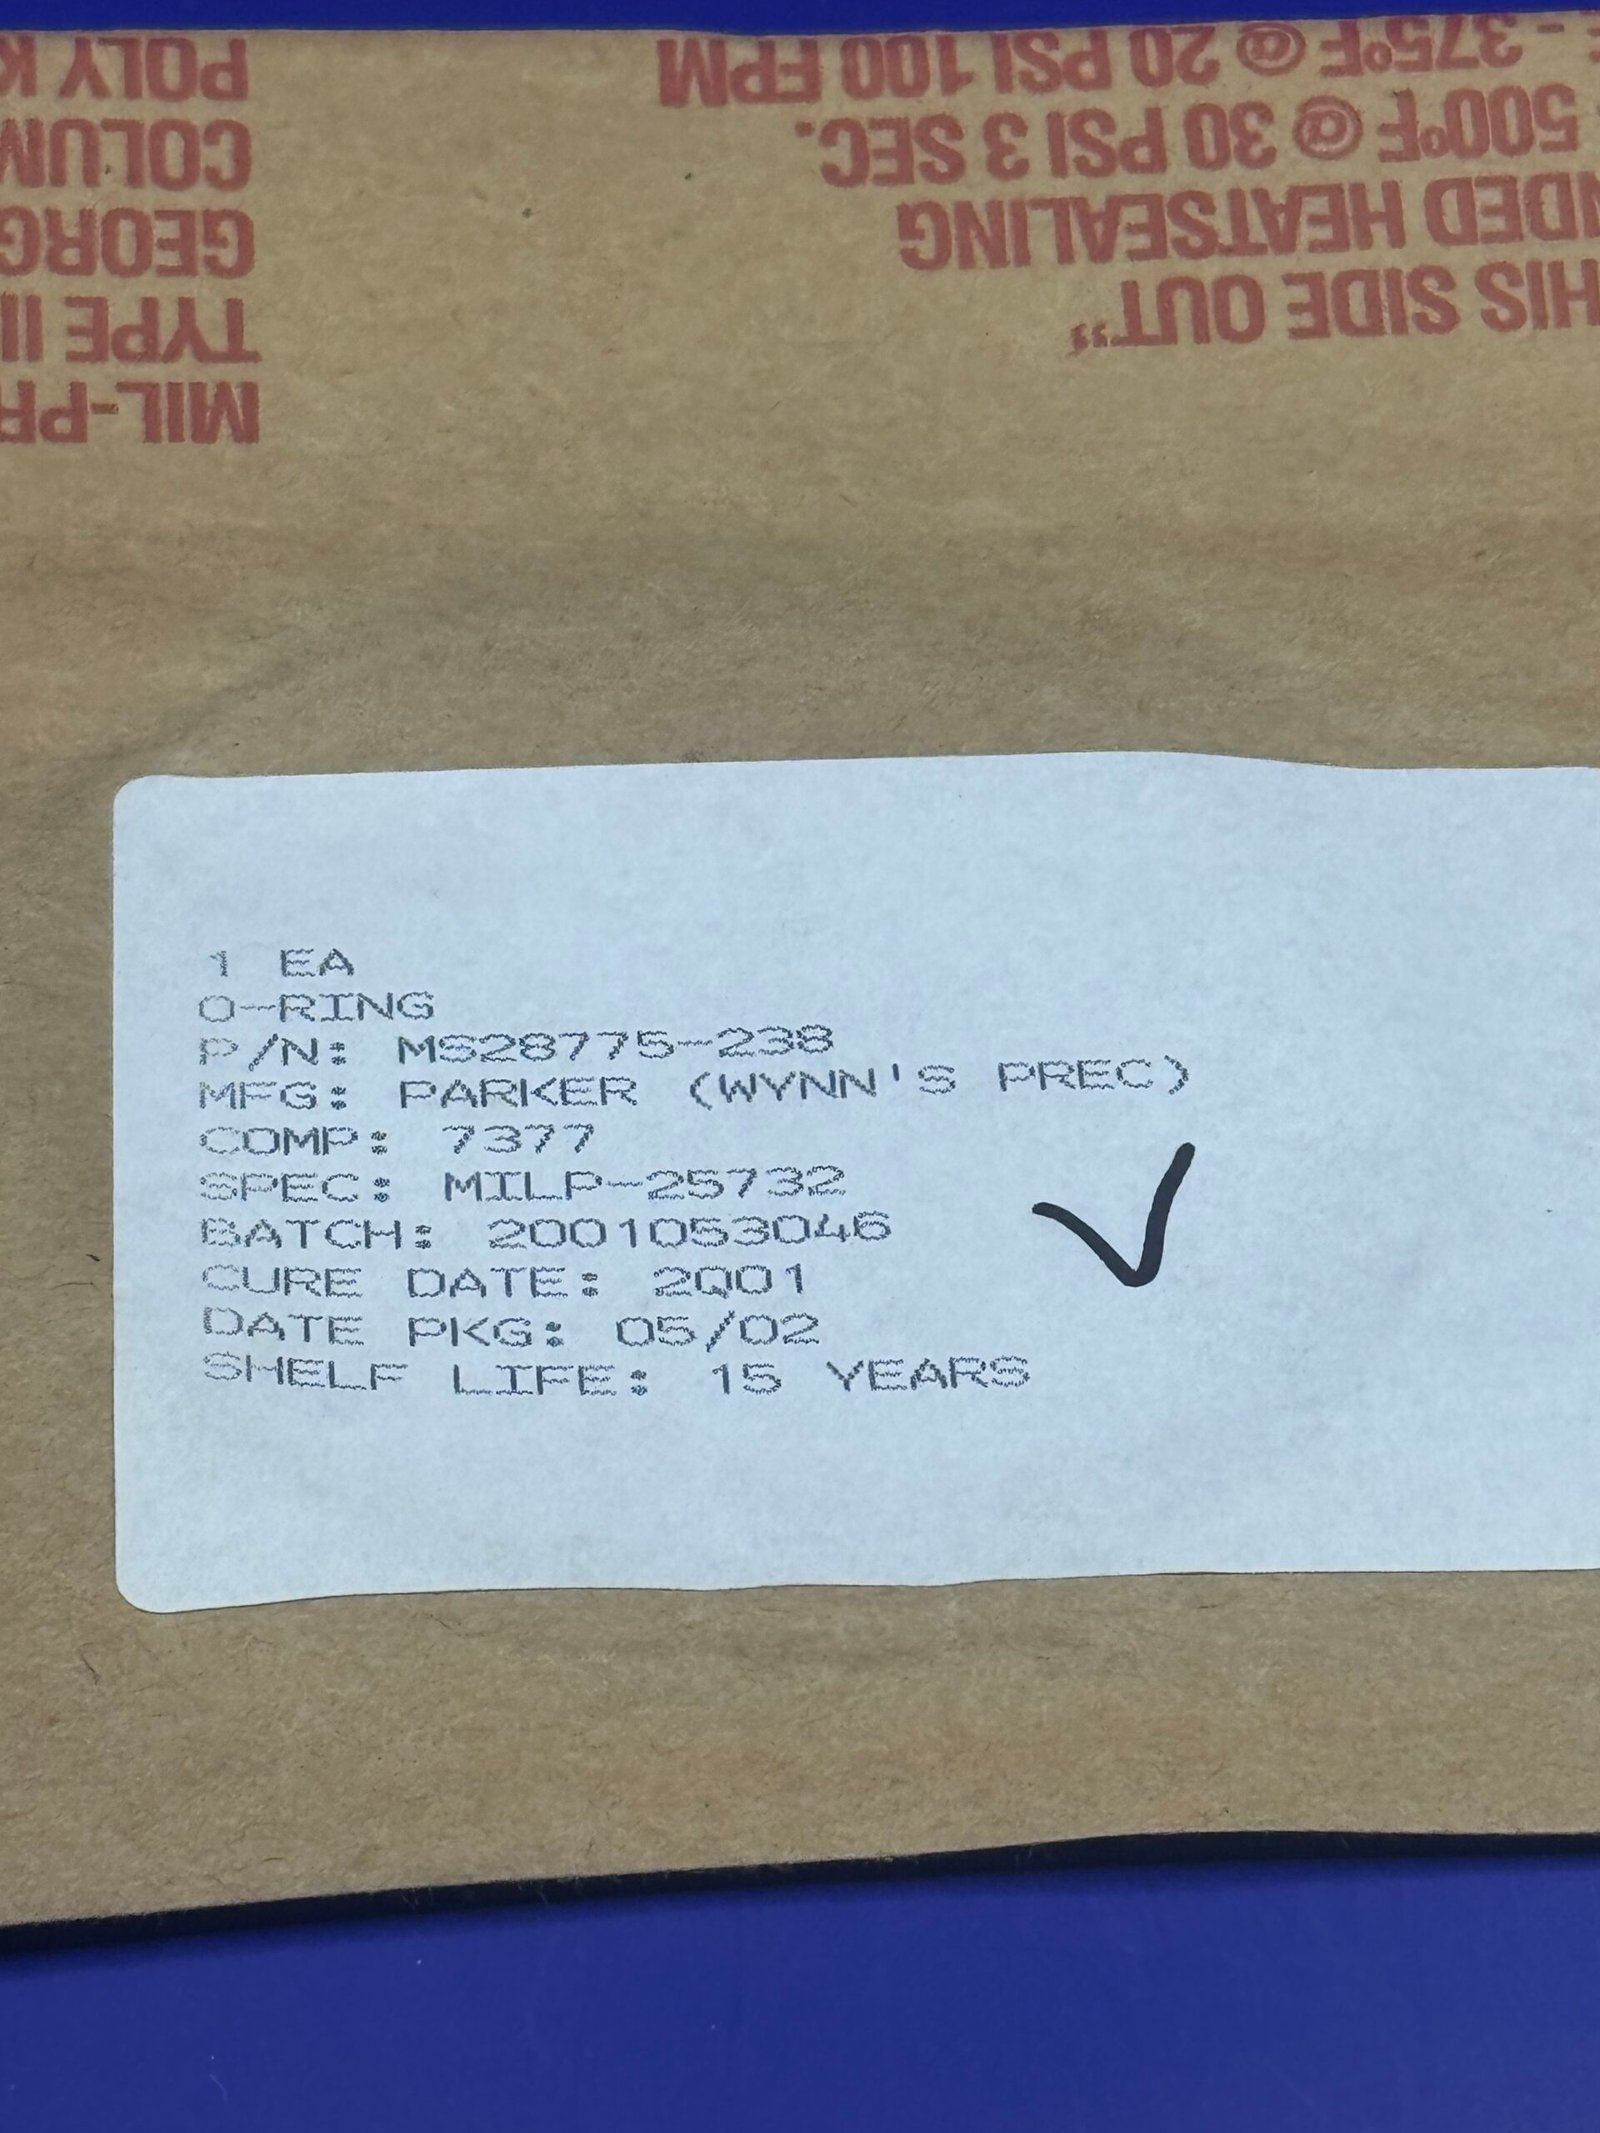 MIL-PR
TYPE II
GEORG
COLUM
POLY K
HIS SIDE OUT"
NDED HEATSEALING
500°F @ 30 PSI 3 SEC.
E - 375°F @ 20 PSI 100 FPM
1 EA
O-RING
P/N: MS28775-238
MFG: PARKER (WYNN'S PREC)
COMP: 7377
SPEC: MILP-25732
BATCH: 2001053046
CURE DATE: 2Q01
DATE PKG: 05/02
SHELF LIFE: 15 YEARS